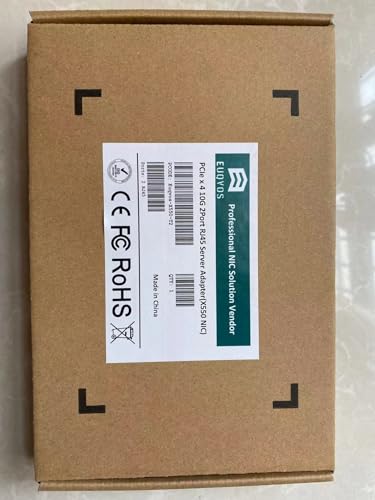 EUQYOS
Professional NIC Solution Vendor
PCIe x 4 10G 2Port RJ45 Server Adapter(X550 NIC)
QTY: 1
Made In China
CE FC RoHS